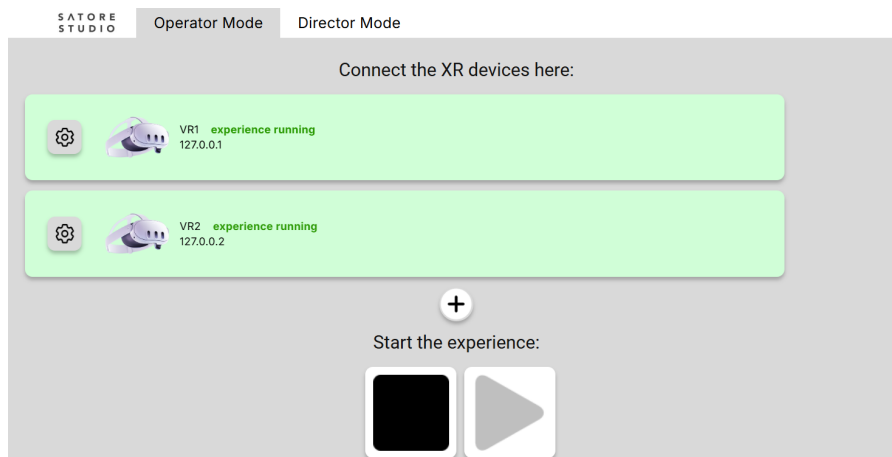 SATORE
STUDIO
Operator Mode
Director Mode
Connect the XR devices here:
VR1 experience running
127.0.0.1
VR2 experience running
127.0.0.2
Start the experience: